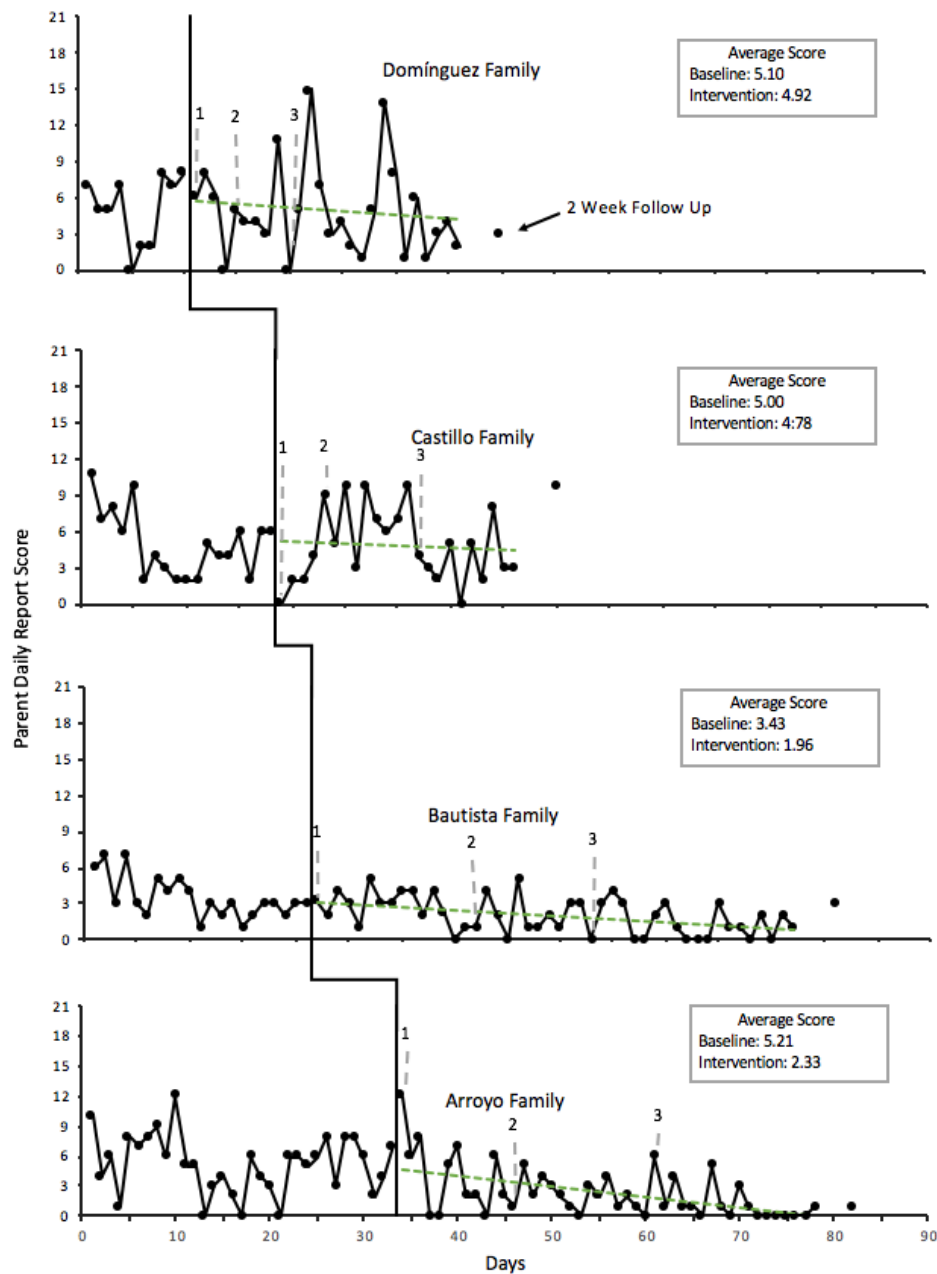 21
18
15
12
9
6
3
0
1
2
3
Domínguez Family
Average Score
Baseline: 5.10
Intervention: 4.92
2 Week Follow Up
21
18
15
12
9
6
3
0
1
2
3
Castillo Family
Average Score
Baseline: 5.00
Intervention: 4:78
Parent Daily Report Score
21
18
15
12
9
6
3
0
1
2
3
Bautista Family
Average Score
Baseline: 3.43
Intervention: 1.96
21
18
15
12
9
6
3
0
1
2
3
Arroyo Family
Average Score
Baseline: 5.21
Intervention: 2.33
0 10 20 30 40 50 60 70 80 90
Days